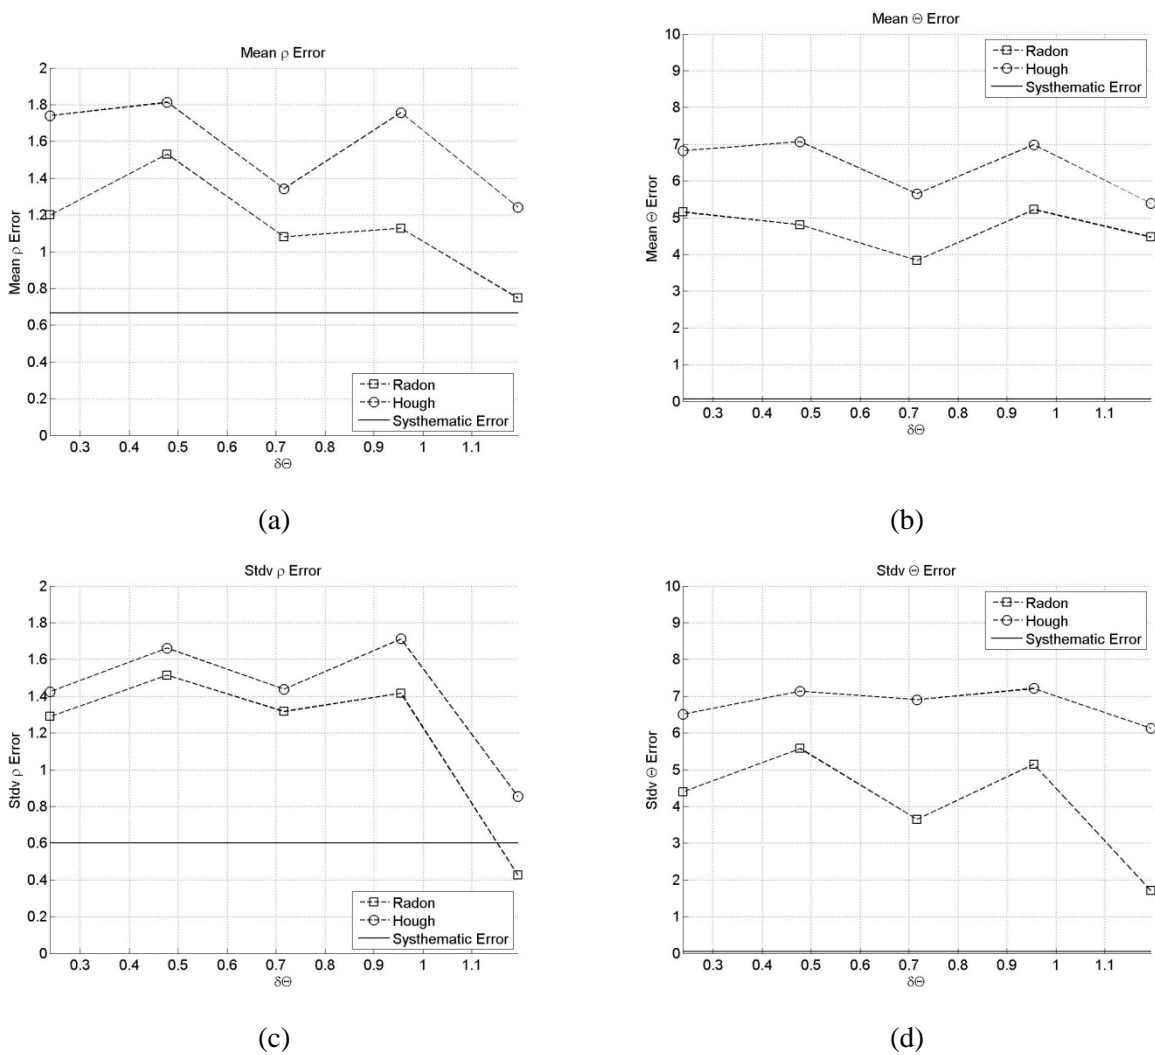 Mean ρ Error
2
1.8
1.6
1.4
1.2
1
0.8
0.6
0.4
0.2
0
Mean ρ Error
0.3 0.4 0.5 0.6 0.7 0.8 0.9 1 1.1
δΘ
Radon
Hough
Systhematic Error
(a)
Mean Θ Error
10
9
8
7
6
5
4
3
2
1
0
Mean Θ Error
0.3 0.4 0.5 0.6 0.7 0.8 0.9 1 1.1
δΘ
Radon
Hough
Systhematic Error
(b)
Stdv ρ Error
2
1.8
1.6
1.4
1.2
1
0.8
0.6
0.4
0.2
0
Stdv ρ Error
0.3 0.4 0.5 0.6 0.7 0.8 0.9 1 1.1
δΘ
Radon
Hough
Systhematic Error
(c)
Stdv Θ Error
10
9
8
7
6
5
4
3
2
1
0
Stdv Θ Error
0.3 0.4 0.5 0.6 0.7 0.8 0.9 1 1.1
δΘ
Radon
Hough
Systhematic Error
(d)